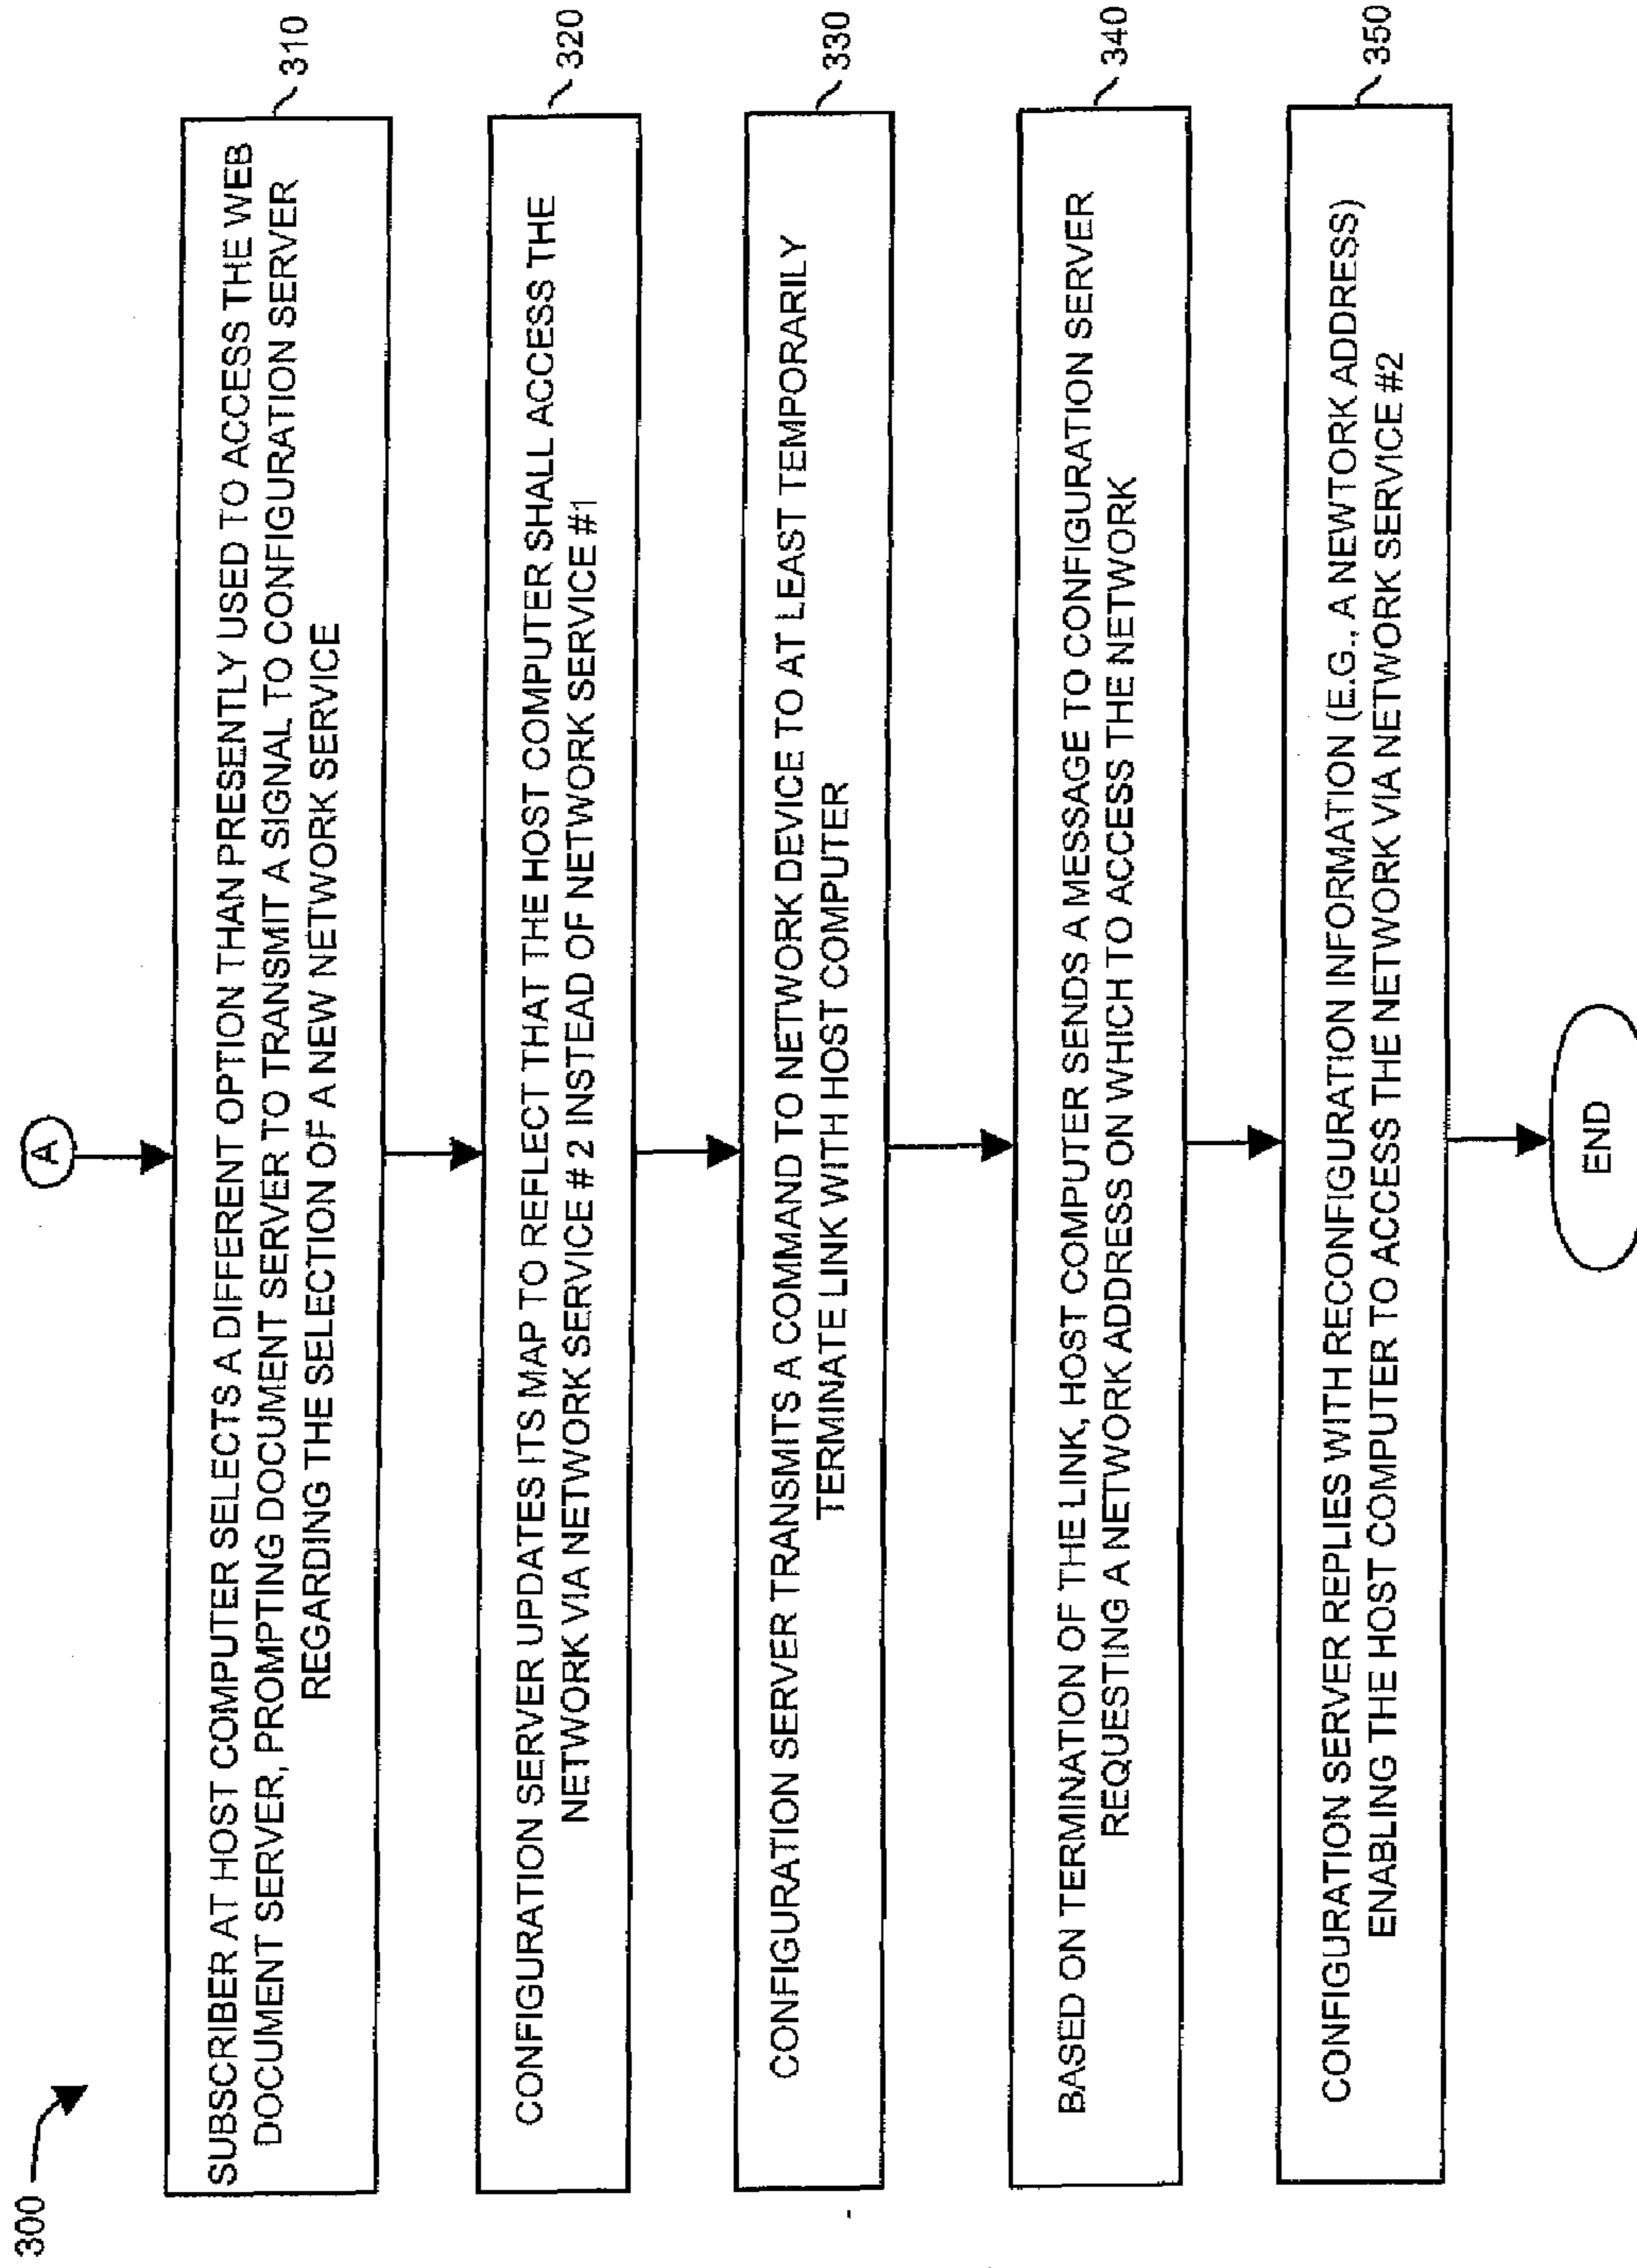 300
A
SUBSCRIBER AT HOST COMPUTER SELECTS A DIFFERENT OPTION THAN PRESENTLY USED TO ACCESS THE WEB
DOCUMENT SERVER, PROMPTING DOCUMENT SERVER TO TRANSMIT A SIGNAL TO CONFIGURATION SERVER
REGARDING THE SELECTION OF A NEW NETWORK SERVICE
310
CONFIGURATION SERVER UPDATES ITS MAP TO REFLECT THAT THE HOST COMPUTER SHALL ACCESS THE
NETWORK VIA NETWORK SERVICE # 2 INSTEAD OF NETWORK SERVICE #1
320
CONFIGURATION SERVER TRANSMITS A COMMAND TO NETWORK DEVICE TO AT LEAST TEMPORARILY
TERMINATE LINK WITH HOST COMPUTER
330
BASED ON TERMINATION OF THE LINK, HOST COMPUTER SENDS A MESSAGE TO CONFIGURATION SERVER
REQUESTING A NETWORK ADDRESS ON WHICH TO ACCESS THE NETWORK
340
CONFIGURATION SERVER REPLIES WITH RECONFIGURATION INFORMATION (E.G., A NEWTORK ADDRESS)
ENABLING THE HOST COMPUTER TO ACCESS THE NETWORK VIA NETWORK SERVICE #2
350
END